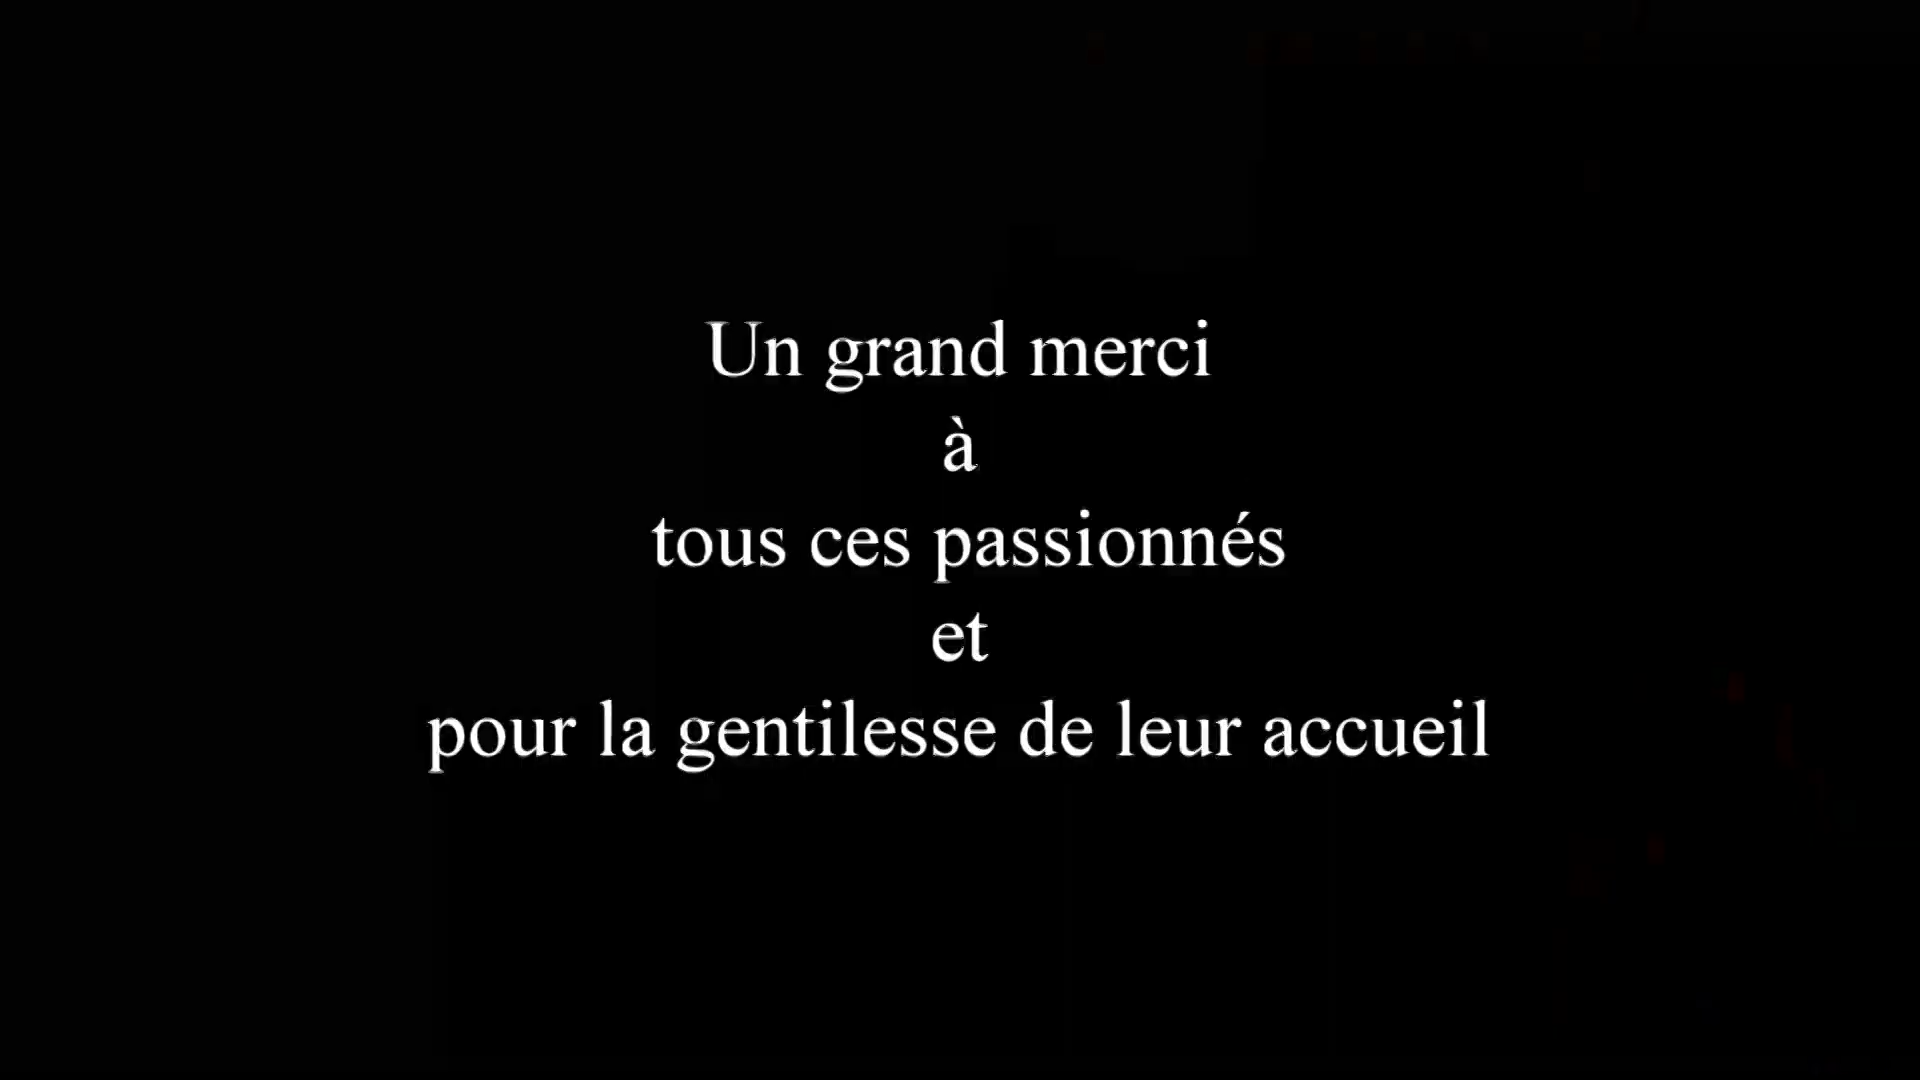 Un grand merci
à
tous ces passionnés
et
pour la gentilesse de leur accueil